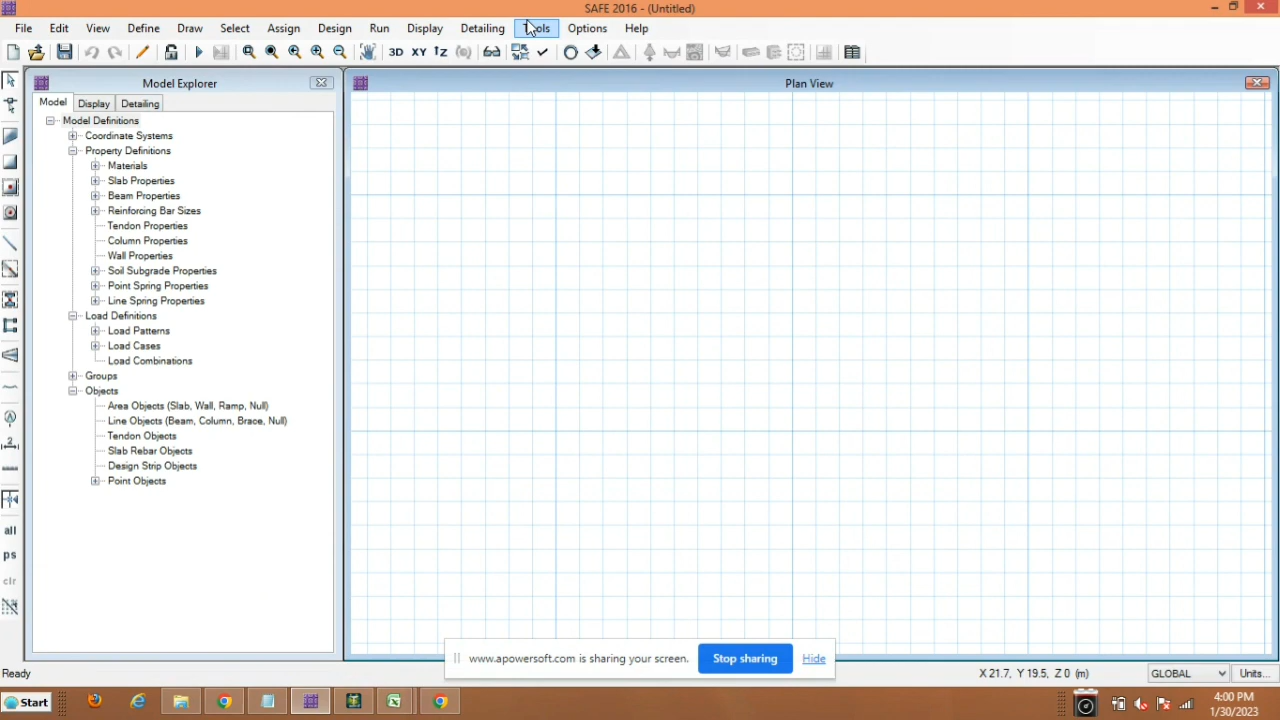 SAFE 2016 - (Untitled)
File Edit View Define Draw Select Assign Design Run Display Detailing Tools Options Help
3D XY
Model Explorer
Plan View
Model Display Detailing
Model Definitions
Coordinate Systems
Property Definitions
Materials
Slab Properties
Beam Properties
Reinforcing Bar Sizes
Tendon Properties
Column Properties
Wall Properties
Soil Subgrade Properties
Point Spring Properties
Line Spring Properties
Load Definitions
Load Patterns
Load Cases
Load Combinations
Groups
Objects
Area Objects (Slab, Wall, Ramp, Null)
Line Objects (Beam, Column, Brace, Null)
Tendon Objects
Slab Rebar Objects
Design Strip Objects
Point Objects
all
ps
clr
www.apowersoft.com is sharing your screen. Stop sharing Hide
Ready
X 21.7, Y 19.5, Z 0 (m) GLOBAL Units...
Start
4:00 PM
1/30/2023